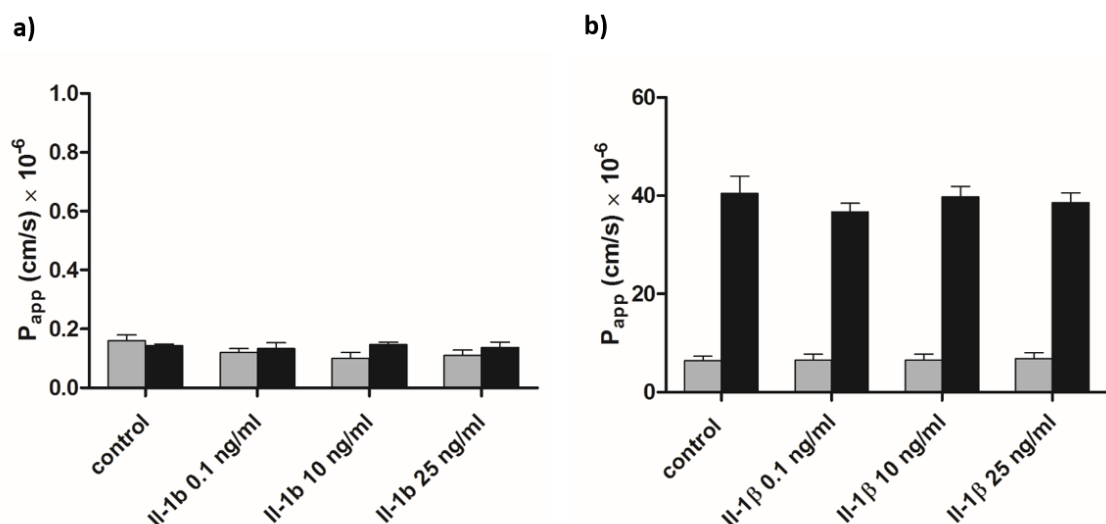 a)
P_app (cm/s) × 10^-6
1.0
0.8
0.6
0.4
0.2
0.0
control
Il-1b 0.1 ng/ml
Il-1b 10 ng/ml
Il-1b 25 ng/ml
b)
P_app (cm/s) × 10^-6
60
40
20
0
control
Il-1β 0.1 ng/ml
Il-1β 10 ng/ml
Il-1β 25 ng/ml